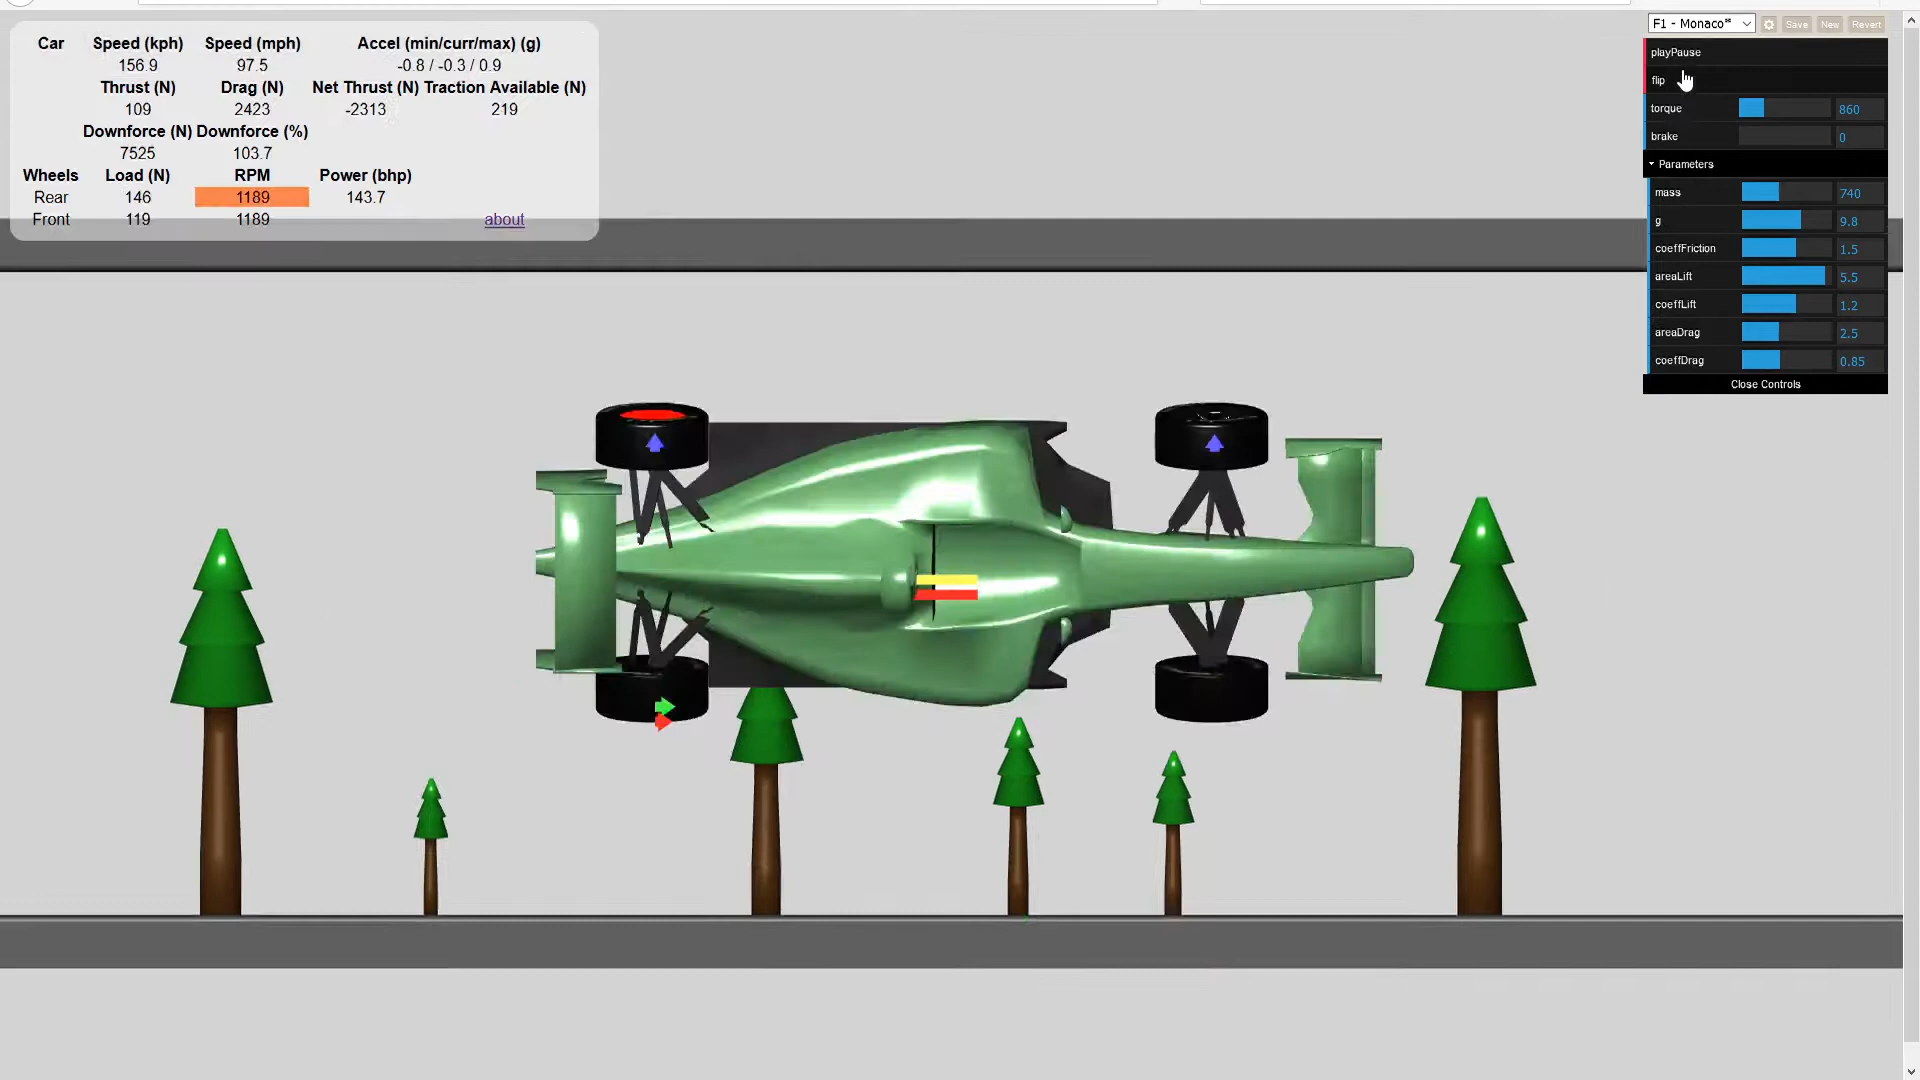 Car Speed (kph) Speed (mph) Accel (min/curr/max) (g)
156.9 97.5 -0.8 / -0.3 / 0.9
Thrust (N) Drag (N) Net Thrust (N) Traction Available (N)
109 2423 -2313 219
Downforce (N) Downforce (%)
7525 103.7
Wheels Load (N) RPM Power (bhp)
Rear 146 1189 143.7
Front 119 1189 about
F1 - Monaco* Save New Revert
playPause
flip
torque 860
brake 0
Parameters
mass 740
g 9.8
coeffFriction 1.5
areaLift 5.5
coeffLift 1.2
areaDrag 2.5
coeffDrag 0.85
Close Controls